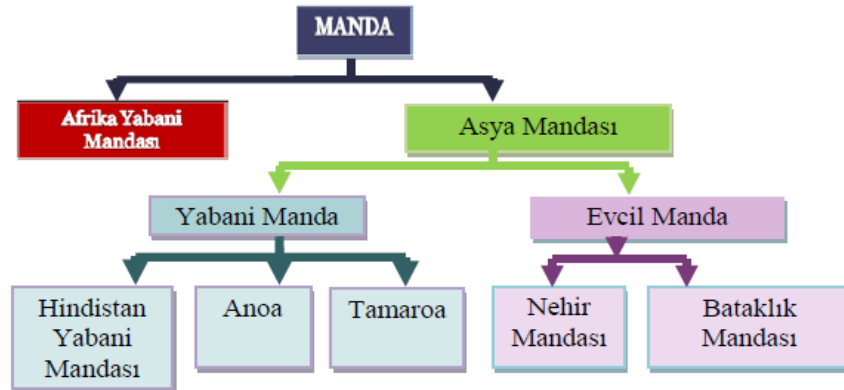 MANDA
Afrika Yabani
Mandası
Asya Mandası
Yabani Manda
Evcil Manda
Hindistan
Yabani
Mandası
Anoa
Tamaroa
Nehir
Mandası
Bataklık
Mandası